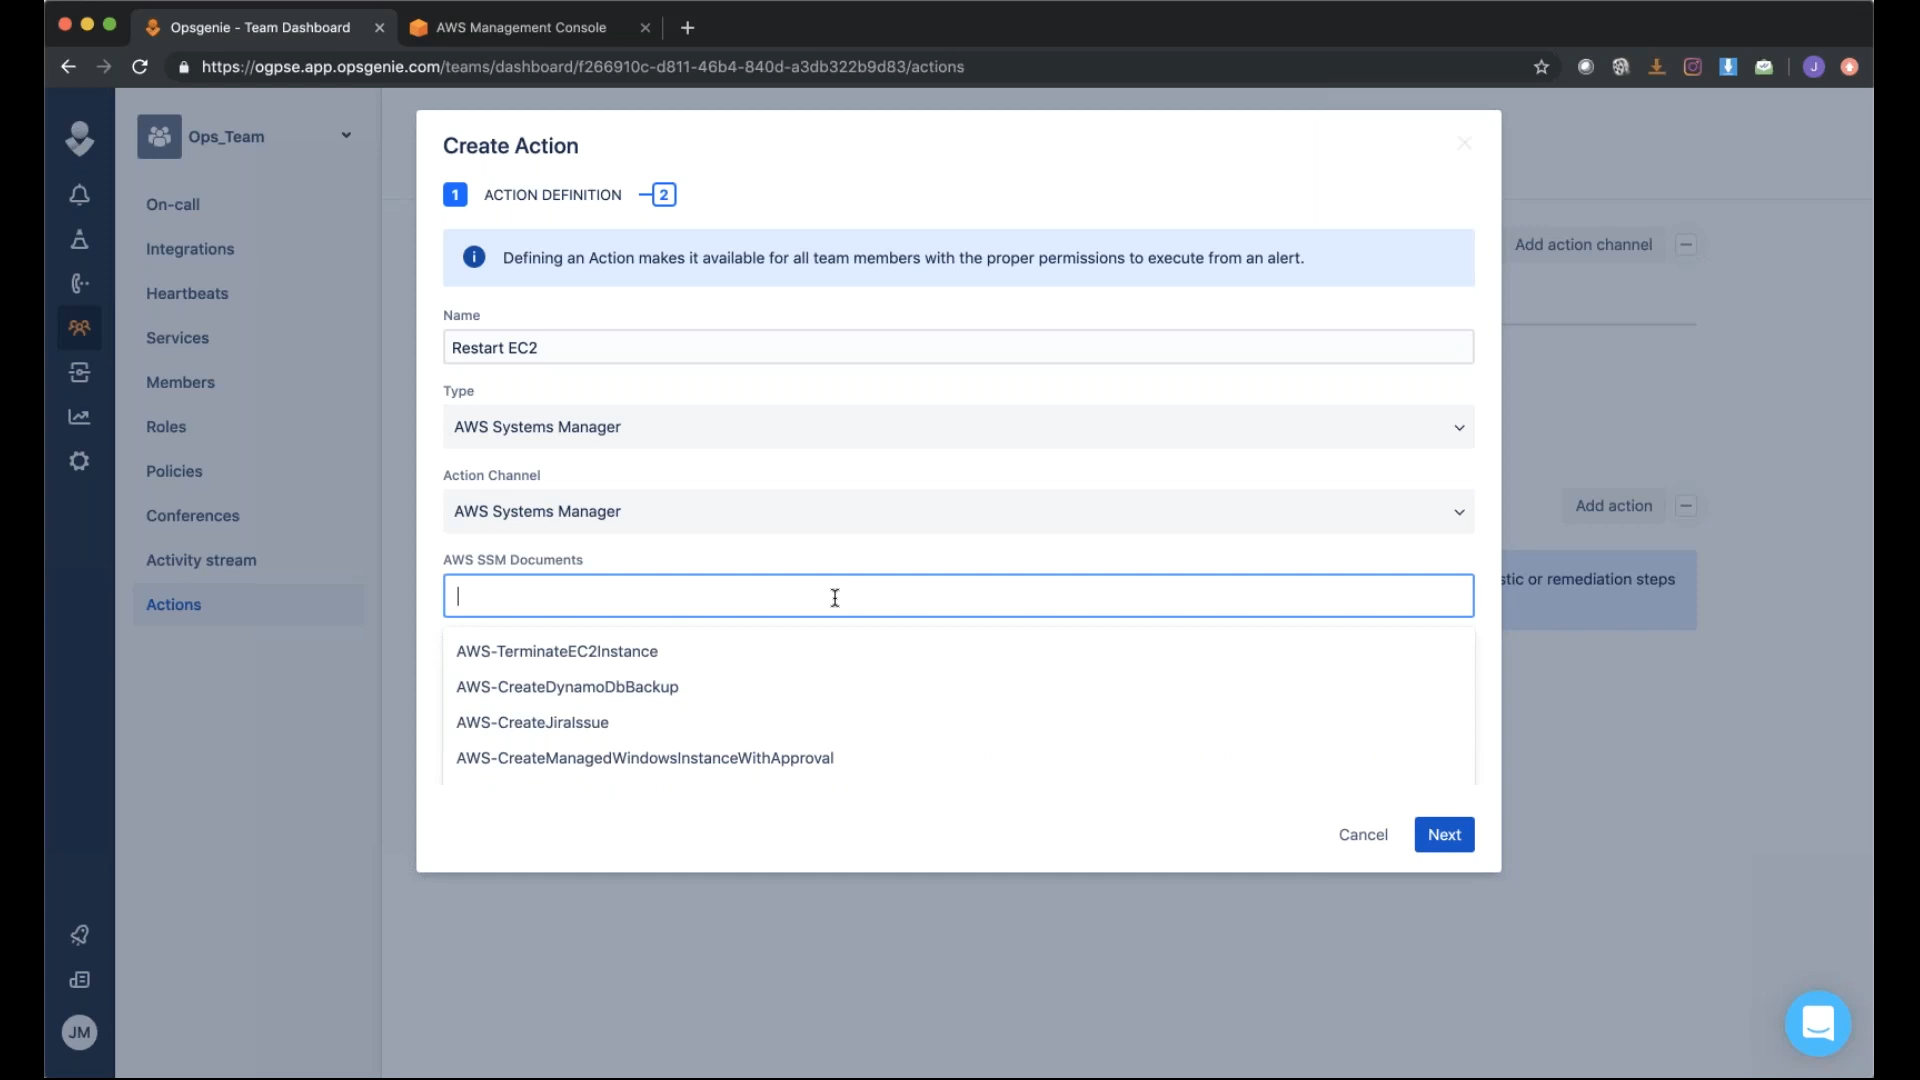 Opsgenie - Team Dashboard
AWS Management Console
https://ogpse.app.opsgenie.com/teams/dashboard/f266910c-d811-46b4-840d-a3db322b9d83/actions
J
Ops_Team
On-call
Integrations
Heartbeats
Services
Members
Roles
Policies
Conferences
Activity stream
Actions
JM
Create Action
1 ACTION DEFINITION 2
Defining an Action makes it available for all team members with the proper permissions to execute from an alert.
Name
Restart EC2
Type
AWS Systems Manager
Action Channel
AWS Systems Manager
AWS SSM Documents
AWS-TerminateEC2Instance
AWS-CreateDynamoDbBackup
AWS-CreateJiraIssue
AWS-CreateManagedWindowsInstanceWithApproval
Cancel
Next
Add action channel
Add action
stic or remediation steps